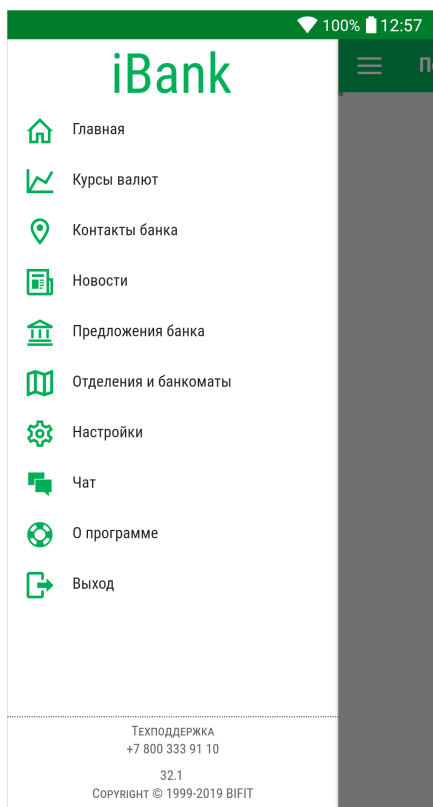 100% 12:57
iBank
Главная
Курсы валют
Контакты банка
Новости
Предложения банка
Отделения и банкоматы
Настройки
Чат
О программе
Выход
Техподдержка
+7 800 333 91 10
32.1
Copyright © 1999-2019 BIFIT